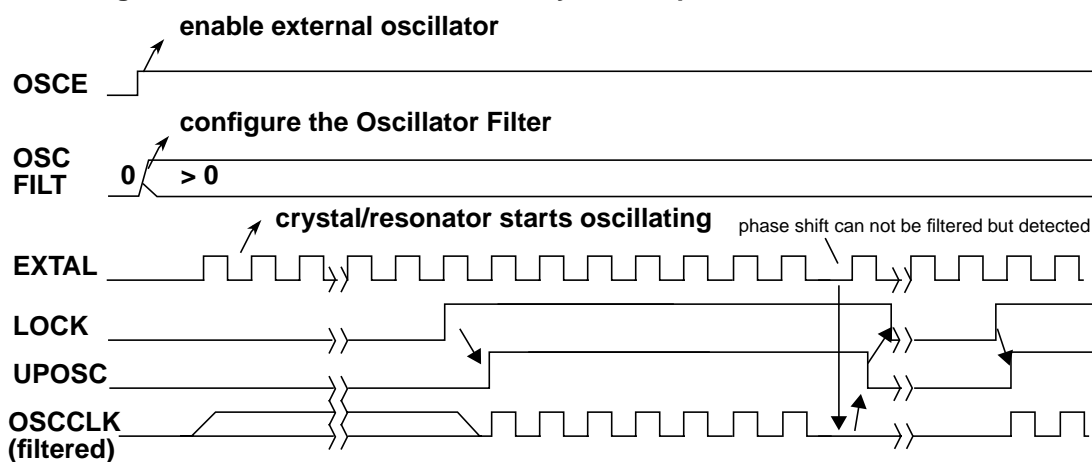 enable external oscillator
OSCE
configure the Oscillator Filter
OSC
FILT
0
> 0
crystal/resonator starts oscillating
phase shift can not be filtered but detected
EXTAL
LOCK
UPOSC
OSCCLK
(filtered)